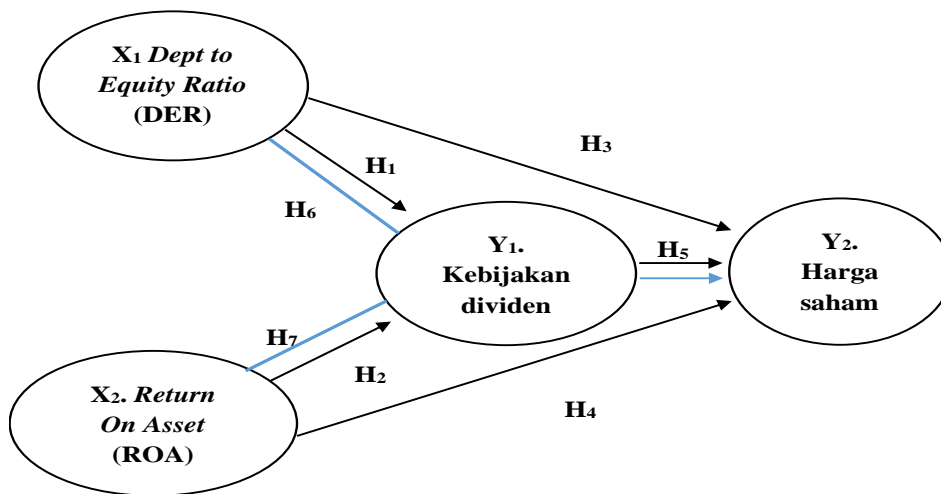 X₁ Dept to
Equity Ratio
(DER)
H₃
H₁
H₆
Y₁.
Kebijakan
dividen
H₅
Y₂.
Harga
saham
H₇
H₂
X₂. Return
On Asset
(ROA)
H₄